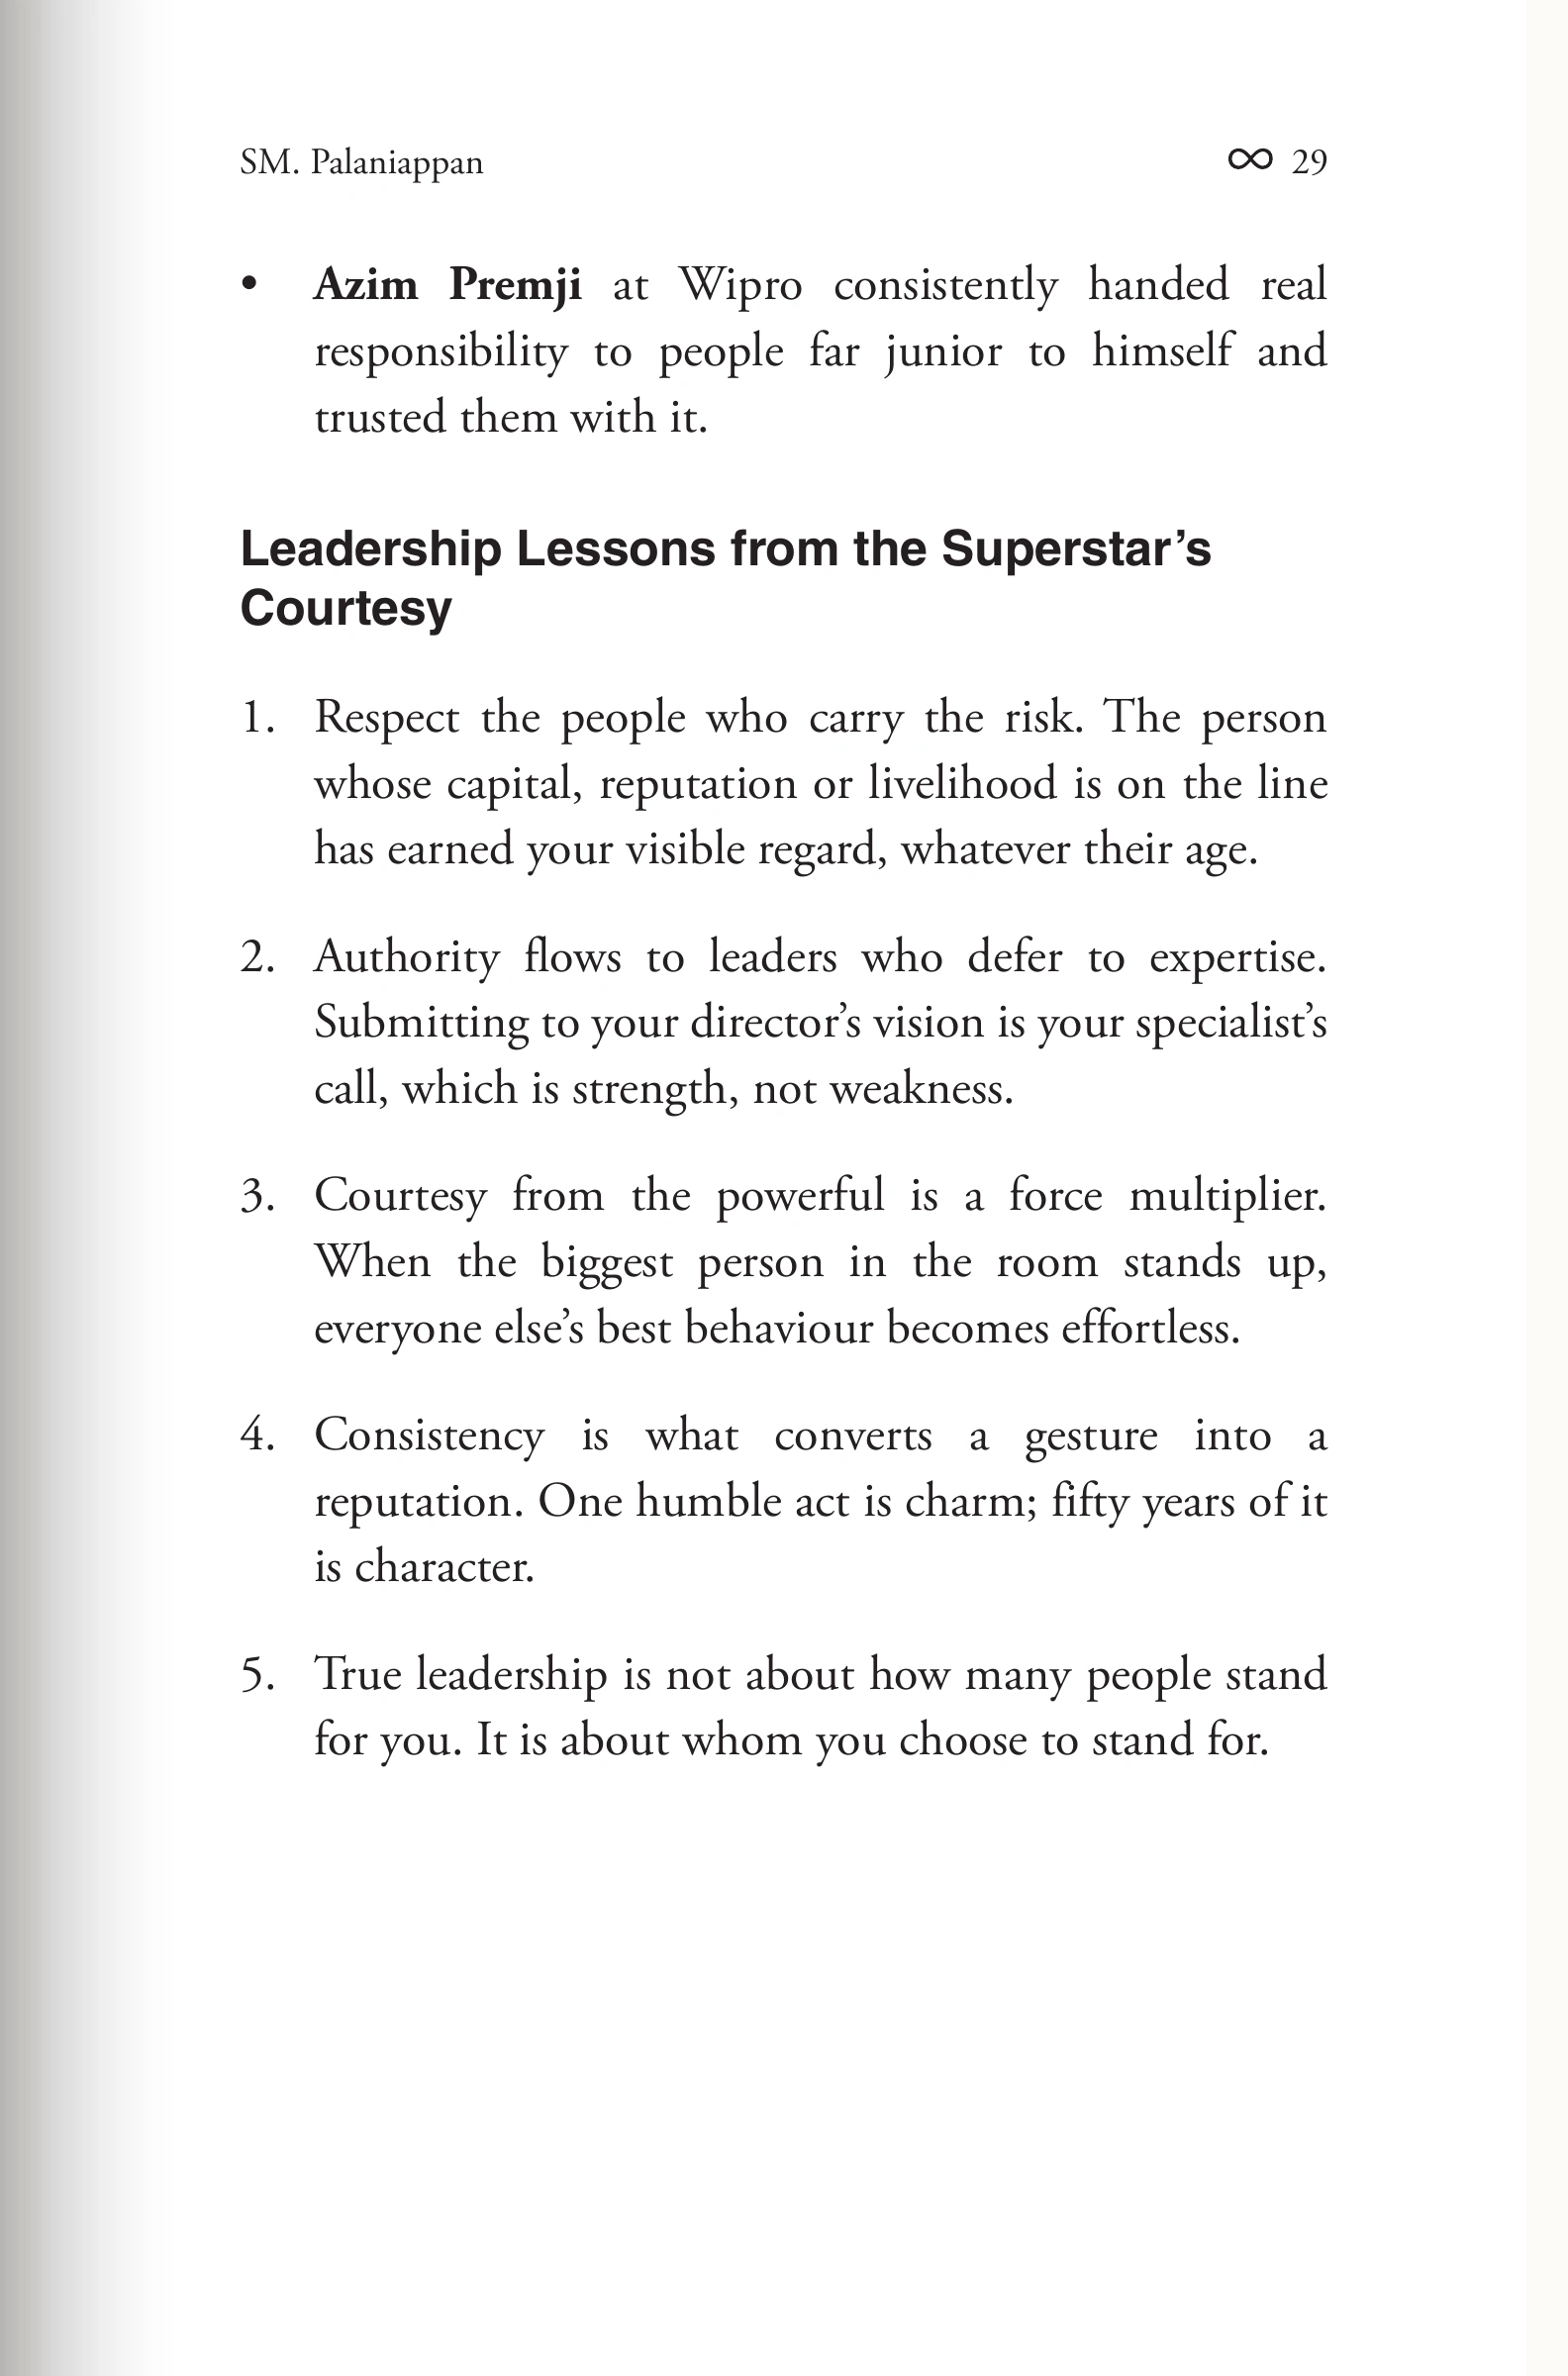 SM. Palaniappan ∞ 29
• Azim Premji at Wipro consistently handed real
responsibility to people far junior to himself and
trusted them with it.
Leadership Lessons from the Superstar’s
Courtesy
1. Respect the people who carry the risk. The person
whose capital, reputation or livelihood is on the line
has earned your visible regard, whatever their age.
2. Authority flows to leaders who defer to expertise.
Submitting to your director’s vision is your specialist’s
call, which is strength, not weakness.
3. Courtesy from the powerful is a force multiplier.
When the biggest person in the room stands up,
everyone else’s best behaviour becomes effortless.
4. Consistency is what converts a gesture into a
reputation. One humble act is charm; fifty years of it
is character.
5. True leadership is not about how many people stand
for you. It is about whom you choose to stand for.